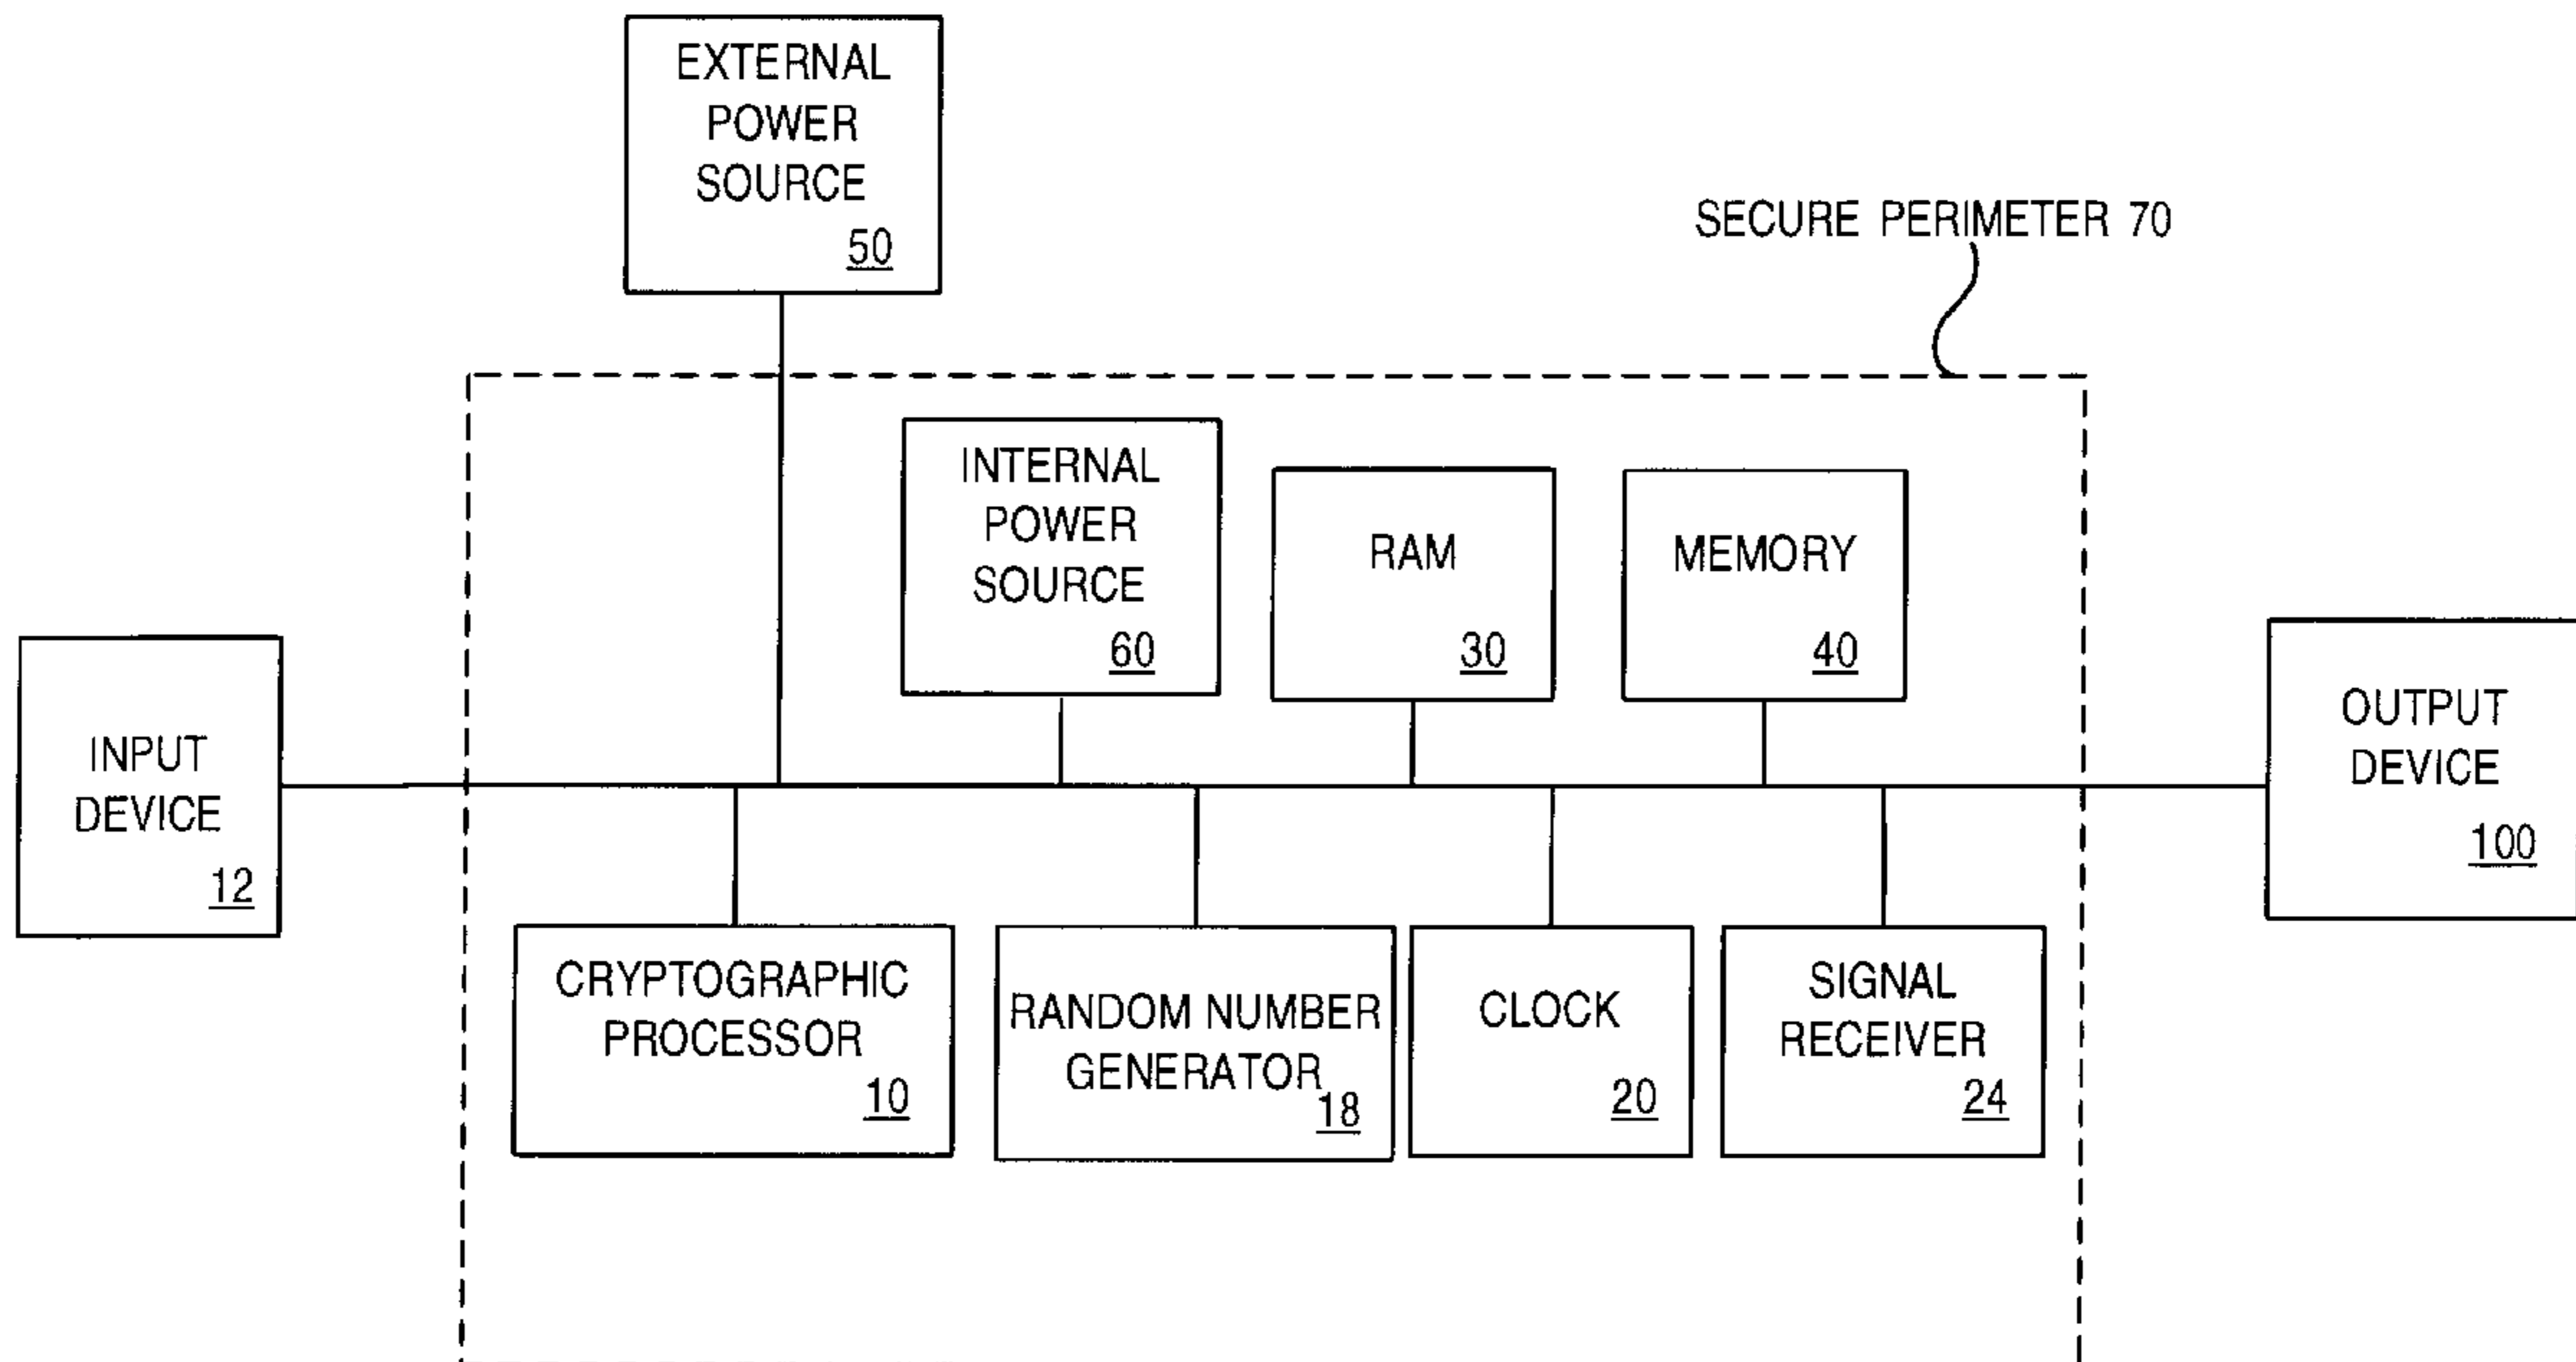 EXTERNAL
POWER
SOURCE
50
SECURE PERIMETER 70
INTERNAL
POWER
SOURCE
60
RAM
30
MEMORY
40
INPUT
DEVICE
12
OUTPUT
DEVICE
100
CRYPTOGRAPHIC
PROCESSOR
10
RANDOM NUMBER
GENERATOR
18
CLOCK
20
SIGNAL
RECEIVER
24